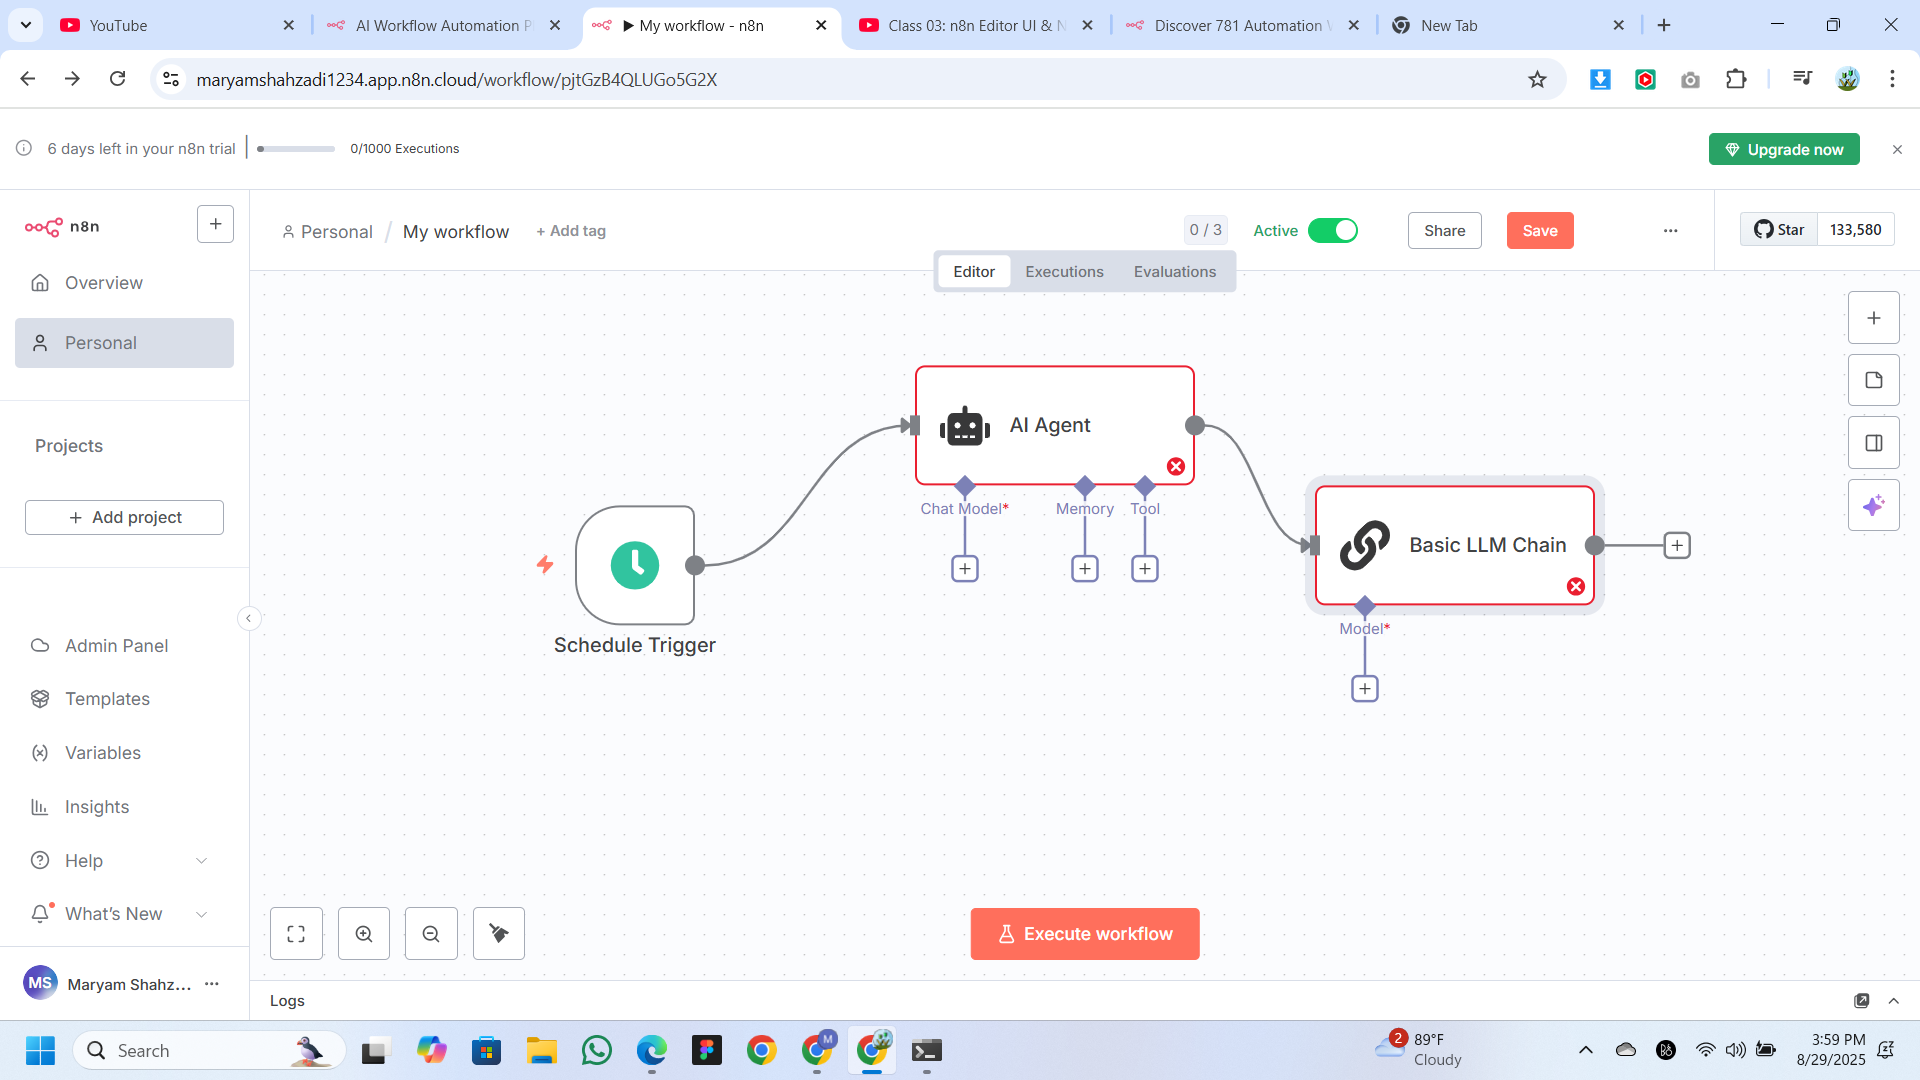 YouTube
AI Workflow Automation P
▶ My workflow - n8n
Class 03: n8n Editor UI & N
Discover 781 Automation
New Tab
maryamshahzadi1234.app.n8n.cloud/workflow/pjtGzB4QLUGo5G2X
6 days left in your n8n trial
0/1000 Executions
Upgrade now
n8n
Personal / My workflow
+ Add tag
0 / 3
Active
Share
Save
Star
133,580
Editor
Executions
Evaluations
Overview
Personal
Projects
+ Add project
Admin Panel
Templates
Variables
Insights
Help
What's New
MS
Maryam Shahz...
AI Agent
Chat Model*
Memory
Tool
Basic LLM Chain
Model*
Schedule Trigger
Execute workflow
Logs
Search
M
2
89°F
Cloudy
3:59 PM
8/29/2025